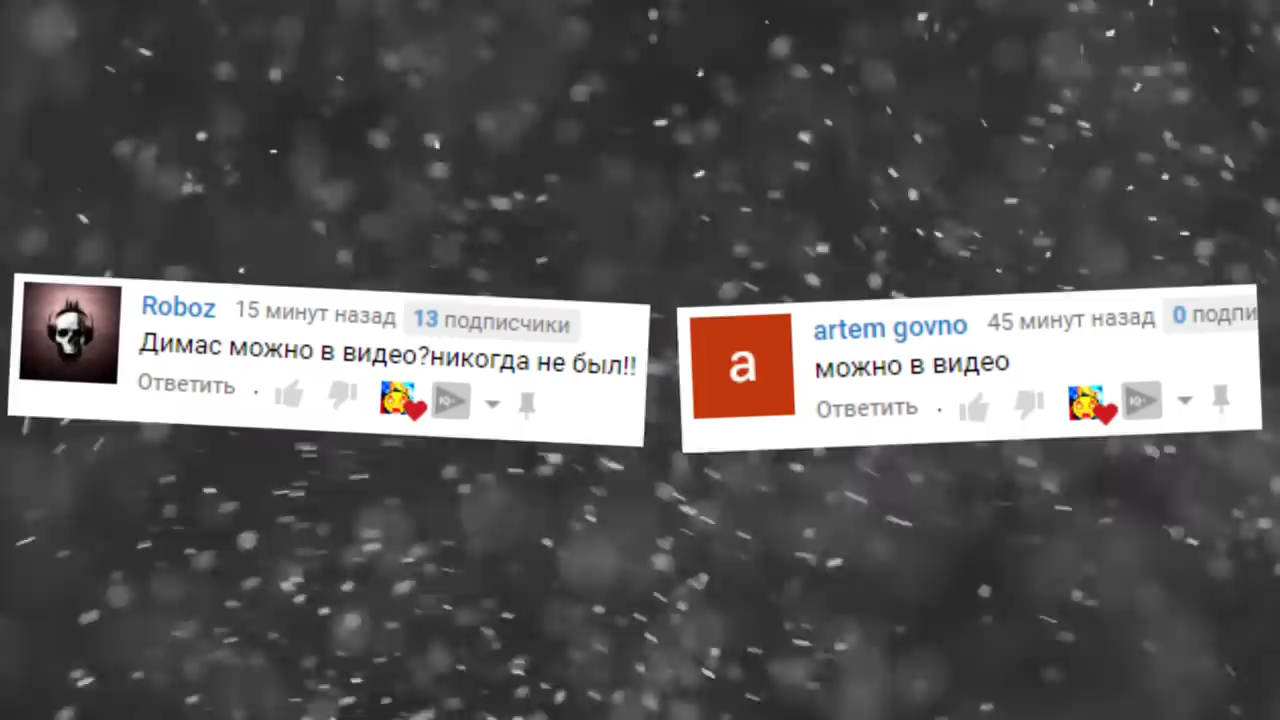 Roboz 15 минут назад 13 подписчики
Димас можно в видео?никогда не был!!
Ответить
artem govno 45 минут назад 0 подпи
можно в видео
Ответить
a